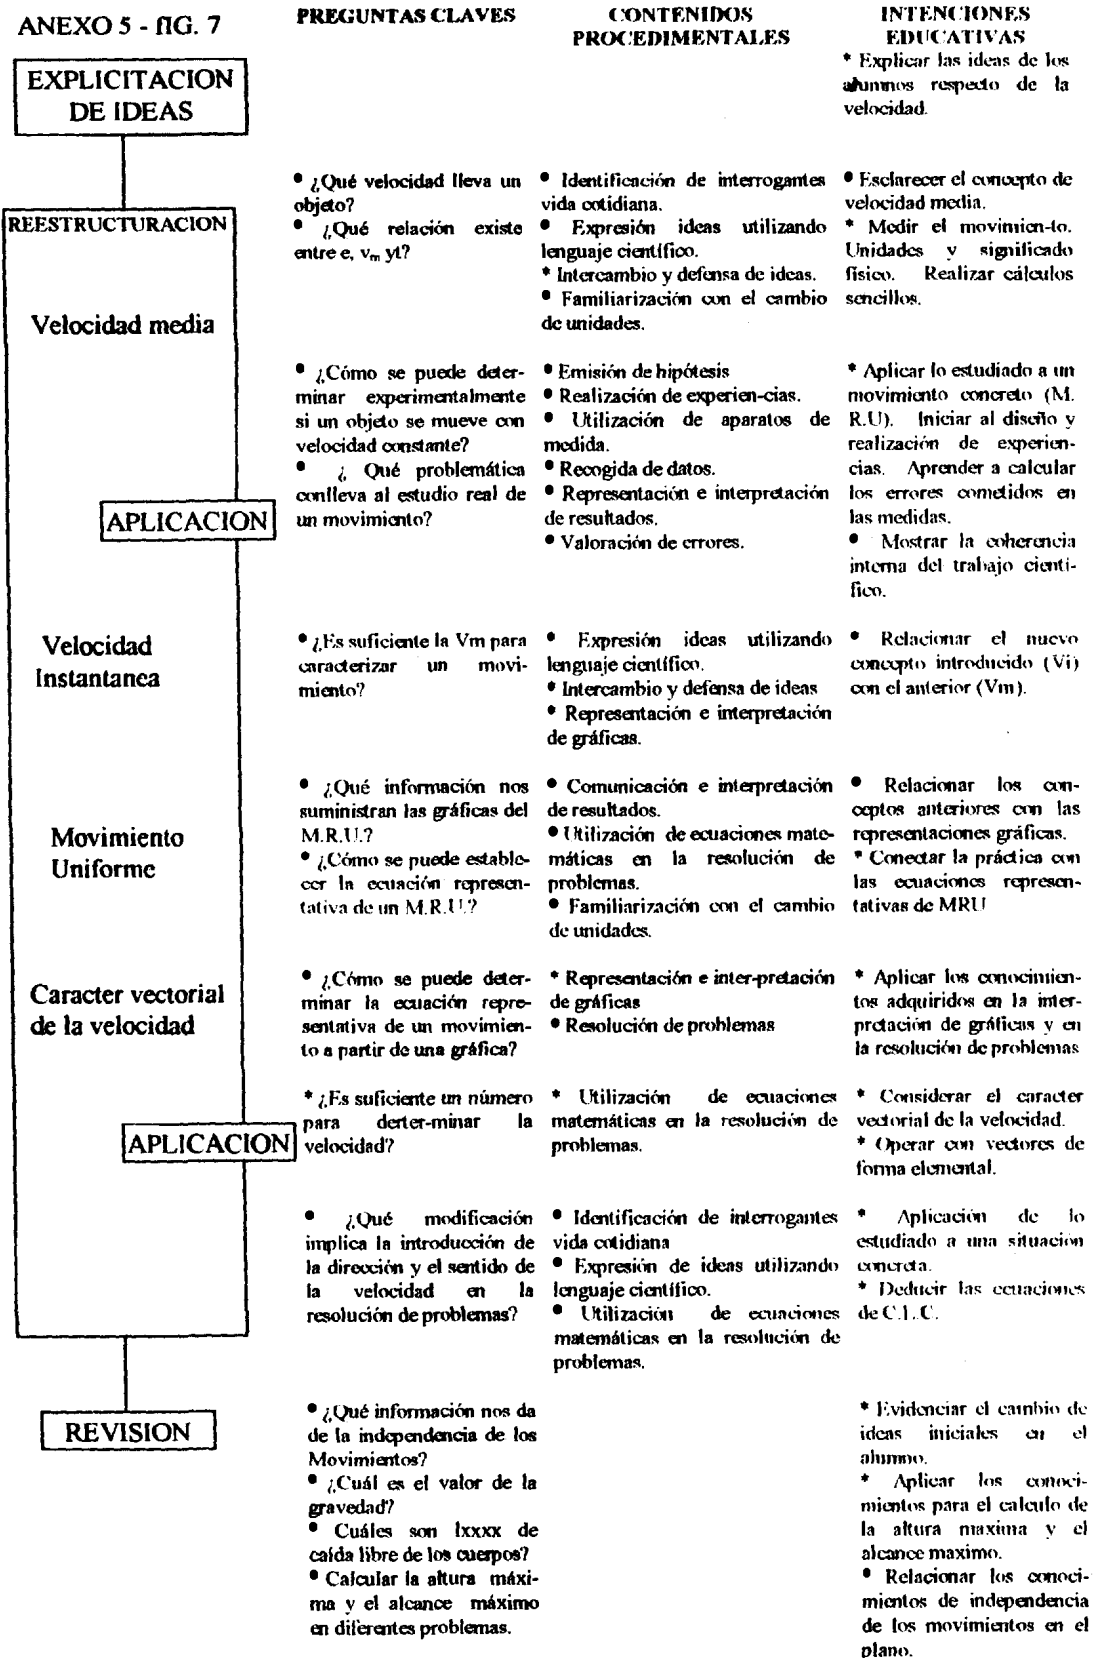 ANEXO 5 - fIG. 7
PREGUNTAS CLAVES
CONTENIDOS
PROCEDIMENTALES
INTENCIONES
EDUCATIVAS
EXPLICITACION
DE IDEAS
* Explicar las ideas de los
alumnos respecto de la
velocidad.
REESTRUCTURACION
Velocidad media
• ¿Qué velocidad lleva un
objeto?
• ¿Qué relación existe
entre e, vm yt?
• Identificación de interrogantes
vida cotidiana.
• Expresión ideas utilizando
lenguaje científico.
* Intercambio y defensa de ideas.
• Familiarización con el cambio
de unidades.
• Esclarecer el concepto de
velocidad media.
* Medir el movimien-to.
Unidades y significado
físico. Realizar cálculos
sencillos.
APLICACION
• ¿Cómo se puede deter-
minar experimentalmente
si un objeto se mueve con
velocidad constante?
• ¿ Qué problemática
conlleva al estudio real de
un movimiento?
• Emisión de hipótesis
• Realización de experien-cias.
• Utilización de aparatos de
medida.
• Recogida de datos.
• Representación e interpretación
de resultados.
• Valoración de errores.
* Aplicar lo estudiado a un
movimiento concreto (M.
R.U). Iniciar al diseño y
realización de experien-
cias. Aprender a calcular
los errores cometidos en
las medidas.
• Mostrar la coherencia
interna del trabajo cientí-
fico.
Velocidad
Instantanea
• ¿Es suficiente la Vm para
caracterizar un movi-
miento?
• Expresión ideas utilizando
lenguaje científico.
* Intercambio y defensa de ideas
* Representación e interpretación
de gráficas.
• Relacionar el nuevo
concepto introducido (Vi)
con el anterior (Vm).
Movimiento
Uniforme
• ¿Qué información nos
suministran las gráficas del
M.R.U.?
• ¿Cómo se puede estable-
cer la ecuación represen-
tativa de un M.R.U.?
• Comunicación e interpretación
de resultados.
• Utilización de ecuaciones mate-
máticas en la resolución de
problemas.
• Familiarización con el cambio
de unidades.
• Relacionar los con-
ceptos anteriores con las
representaciones gráficas.
* Conectar la práctica con
las ecuaciones represen-
tativas de MRU
Caracter vectorial
de la velocidad
• ¿Cómo se puede deter-
minar la ecuación repre-
sentativa de un movimien-
to a partir de una gráfica?
* Representación e inter-pretación
de gráficas
• Resolución de problemas
* Aplicar los conocimien-
tos adquiridos en la inter-
pretación de gráficas y en
la resolución de problemas
APLICACION
* ¿Es suficiente un número
para derter-minar la
velocidad?
* Utilización de ecuaciones
matemáticas en la resolución de
problemas.
* Considerar el caracter
vectorial de la velocidad.
* Operar con vectores de
forma elemental.
• ¿Qué modificación
implica la introducción de
la dirección y el sentido de
la velocidad en la
resolución de problemas?
• Identificación de interrogantes
vida cotidiana
• Expresión de ideas utilizando
lenguaje científico.
• Utilización de ecuaciones
matemáticas en la resolución de
problemas.
* Aplicación de lo
estudiado a una situación
concreta.
* Deducir las ecuaciones
de C.L.C.
REVISION
• ¿Qué información nos da
de la independencia de los
Movimientos?
• ¿Cuál es el valor de la
gravedad?
• Cuáles son lxxxx de
caída libre de los cuerpos?
• Calcular la altura máxi-
ma y el alcance máximo
en diferentes problemas.
* Evidenciar el cambio de
ideas iniciales en el
alumno.
* Aplicar los conoci-
mientos para el calculo de
la altura maxima y el
alcance maximo.
• Relacionar los conoci-
mientos de independencia
de los movimientos en el
plano.